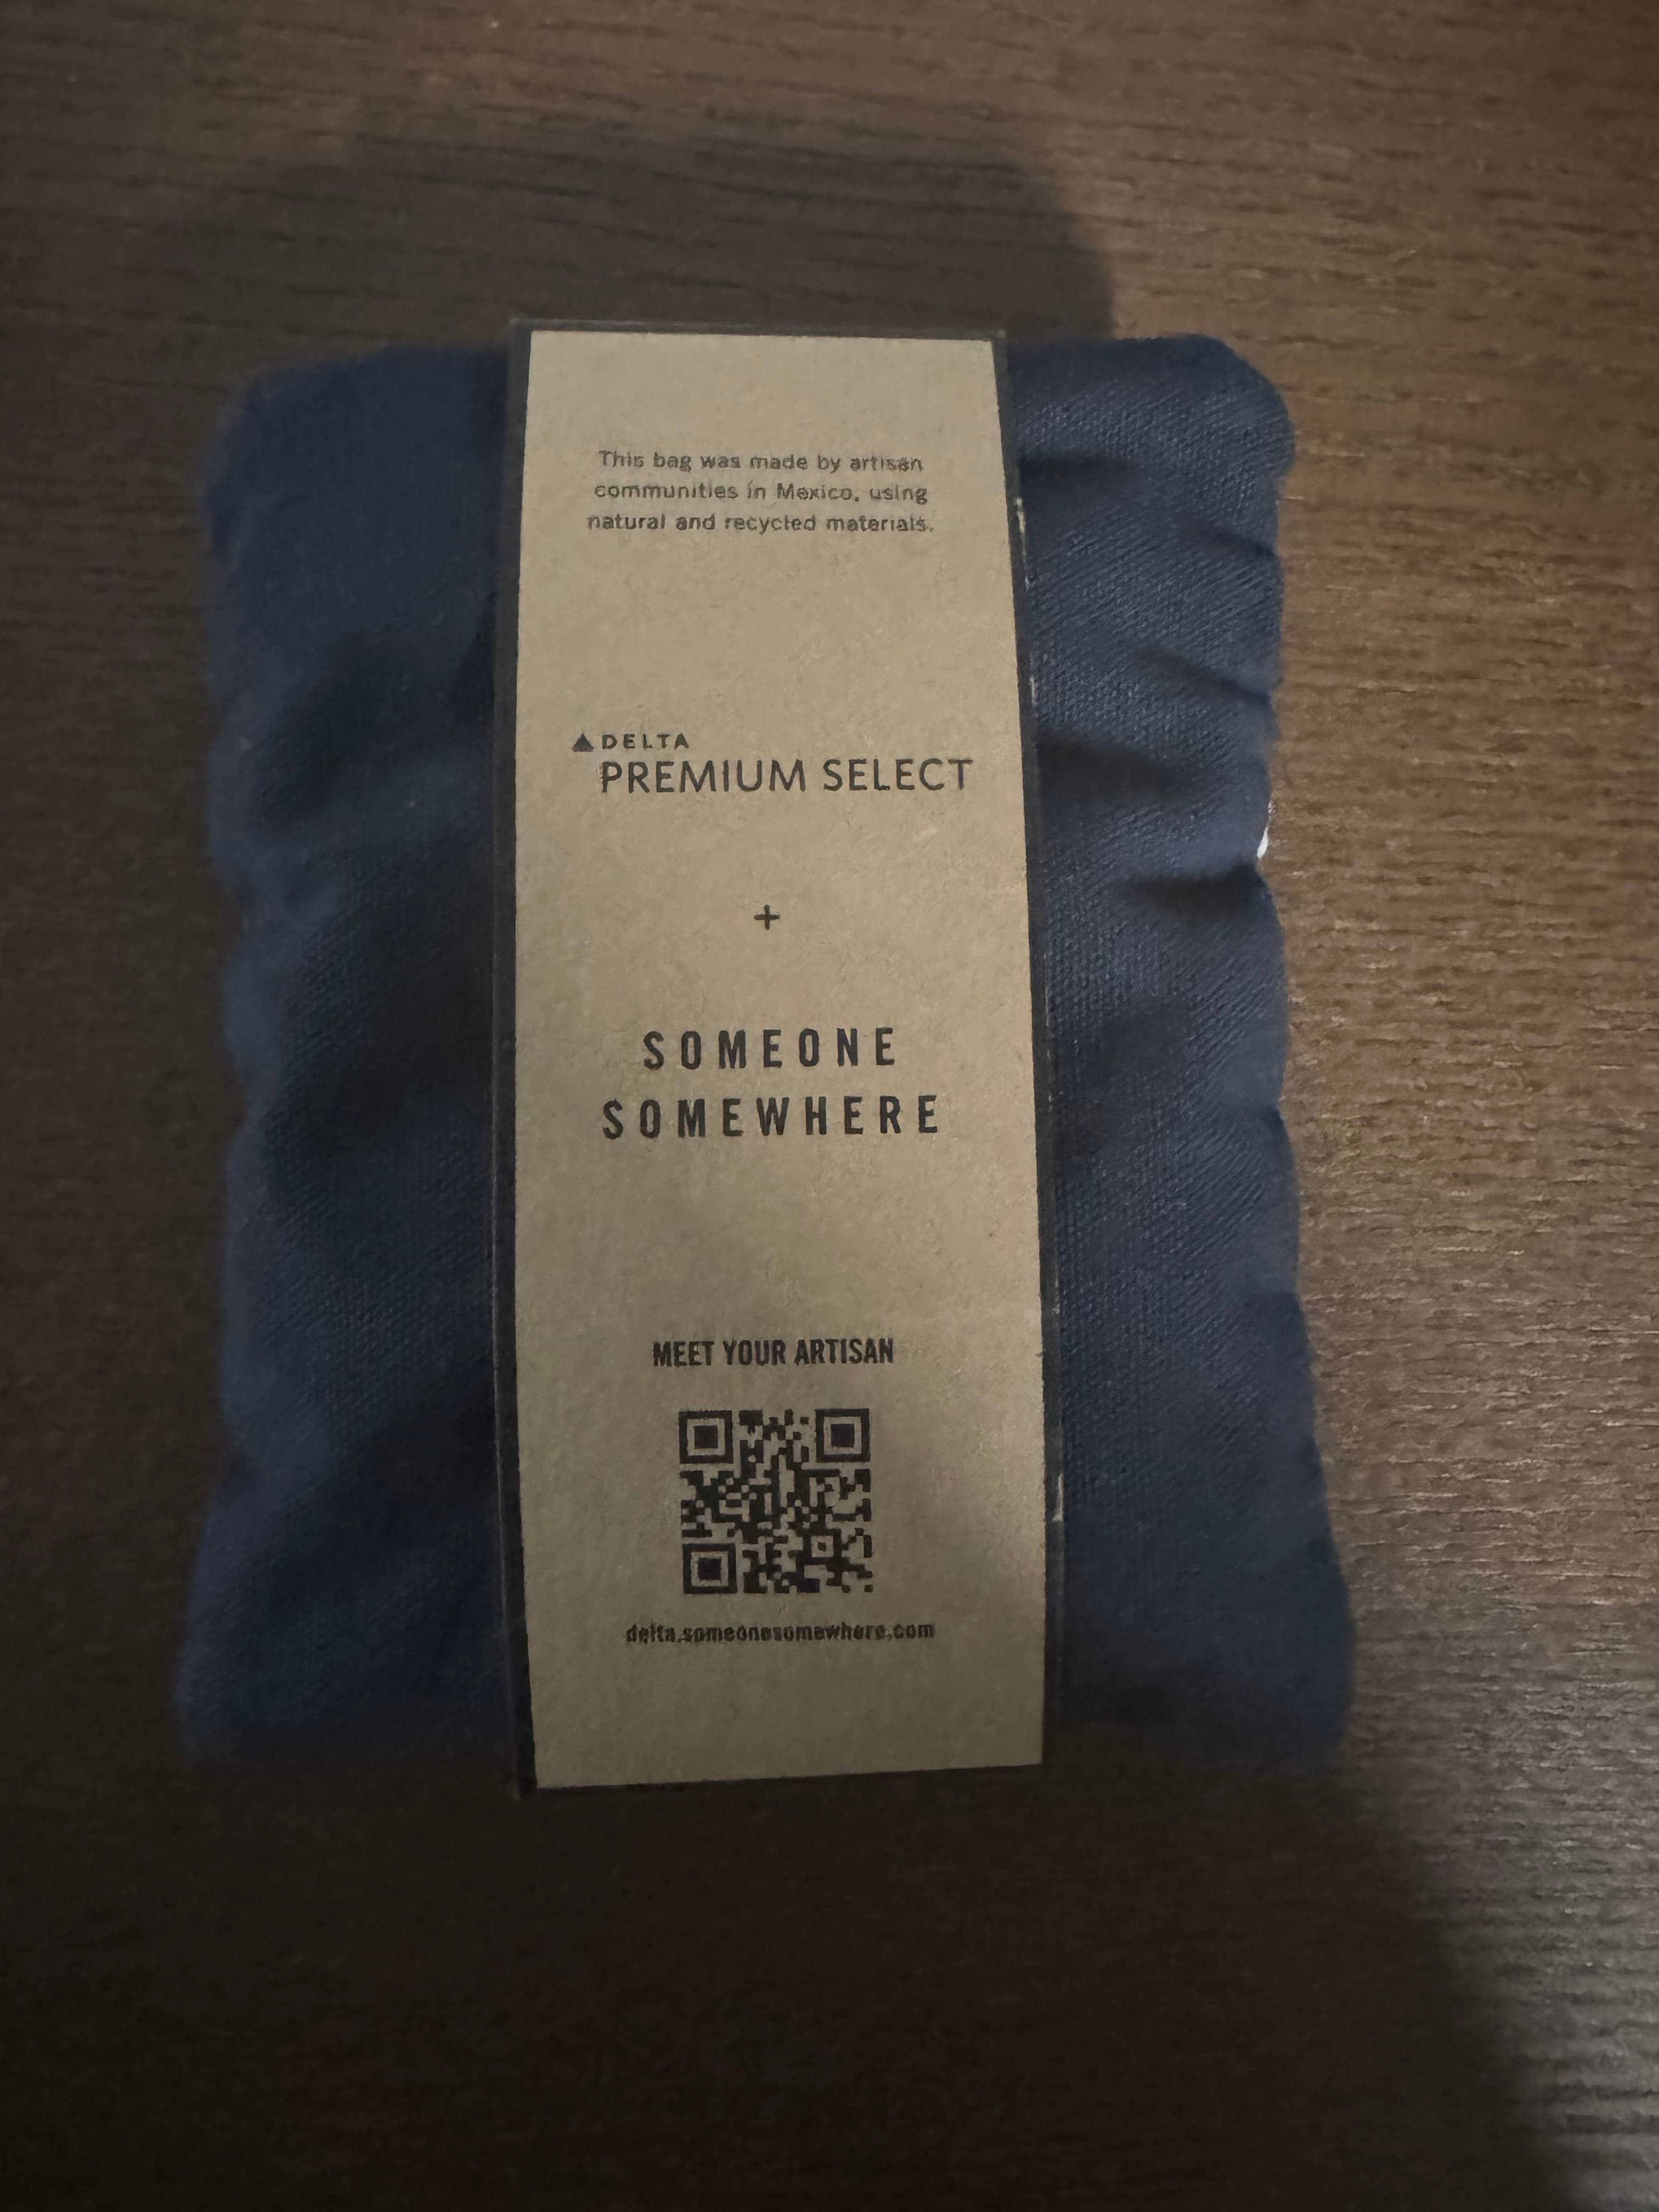 This bag was made by artisan
communities in Mexico, using
natural and recycled materials.
DELTA
PREMIUM SELECT
+
SOMEONE
SOMEWHERE
MEET YOUR ARTISAN
delta.someonesomewhere.com